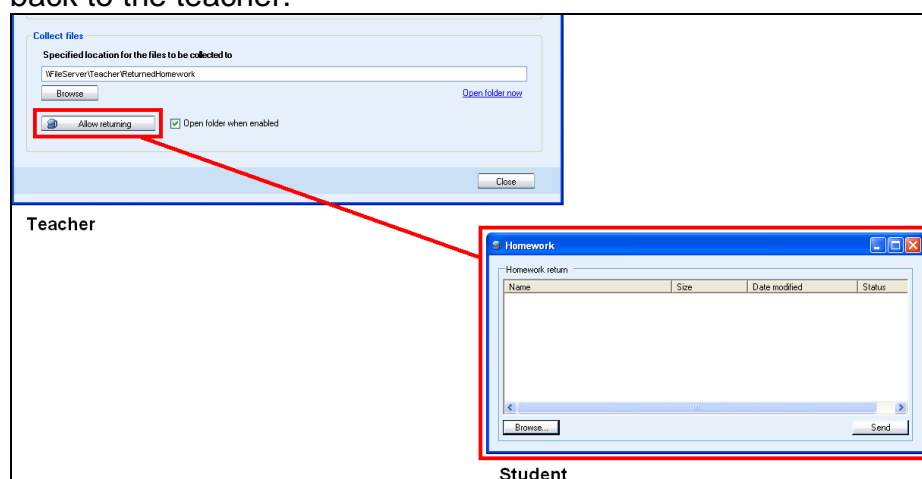 back to the teacher.
Collect files
Specified location for the files to be collected to
\\FileServer\Teacher\ReturnedHomework
Browse
Open folder now
Allow returning
Open folder when enabled
Close
Teacher
Homework
Homework return
Name Size Date modified Status
Browse... Send
Student